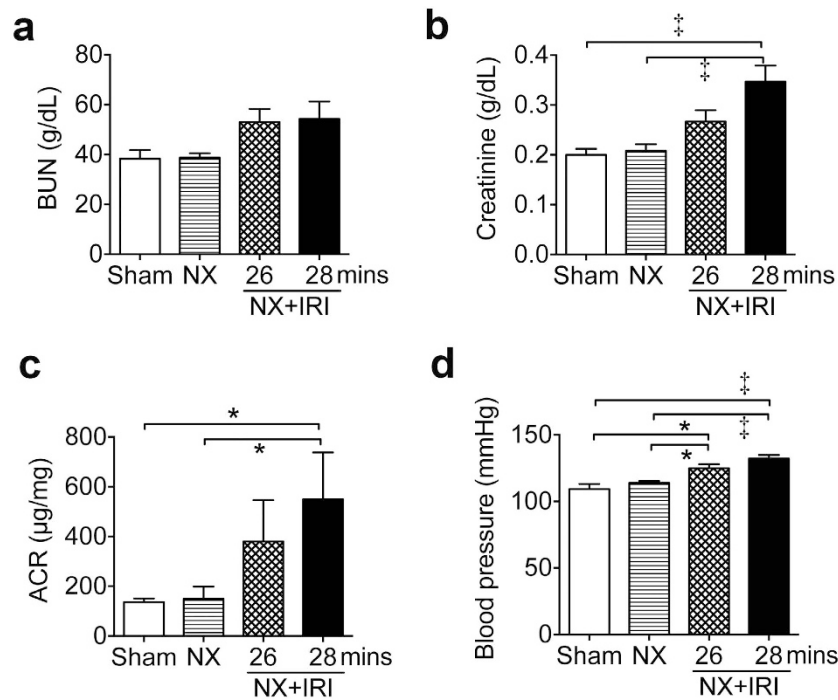 a
BUN (g/dL)
80
60
40
20
0
Sham NX 26 28 mins
NX+IRI
b
‡
‡
Creatinine (g/dL)
0.4
0.3
0.2
0.1
0.0
Sham NX 26 28 mins
NX+IRI
c
*
*
ACR (µg/mg)
800
600
400
200
0
Sham NX 26 28 mins
NX+IRI
d
‡
‡
*
*
Blood pressure (mmHg)
150
100
50
0
Sham NX 26 28 mins
NX+IRI